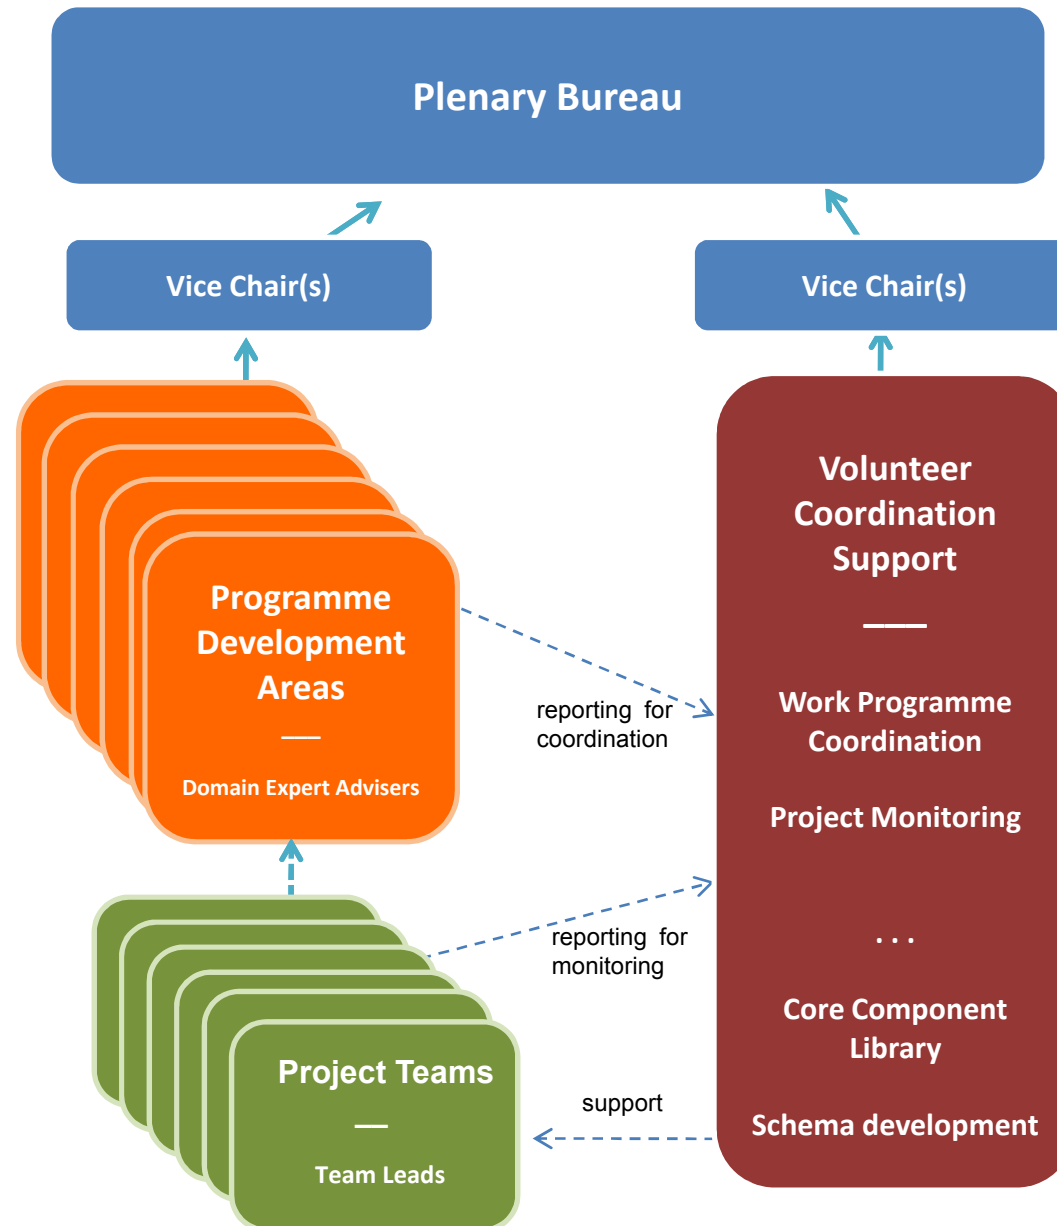 Plenary Bureau
Vice Chair(s)
Vice Chair(s)
Programme
Development
Areas
Domain Expert Advisers
Volunteer
Coordination
Support
Work Programme
Coordination
Project Monitoring
. . .
Core Component
Library
Schema development
reporting for
coordination
reporting for
monitoring
support
Project Teams
Team Leads